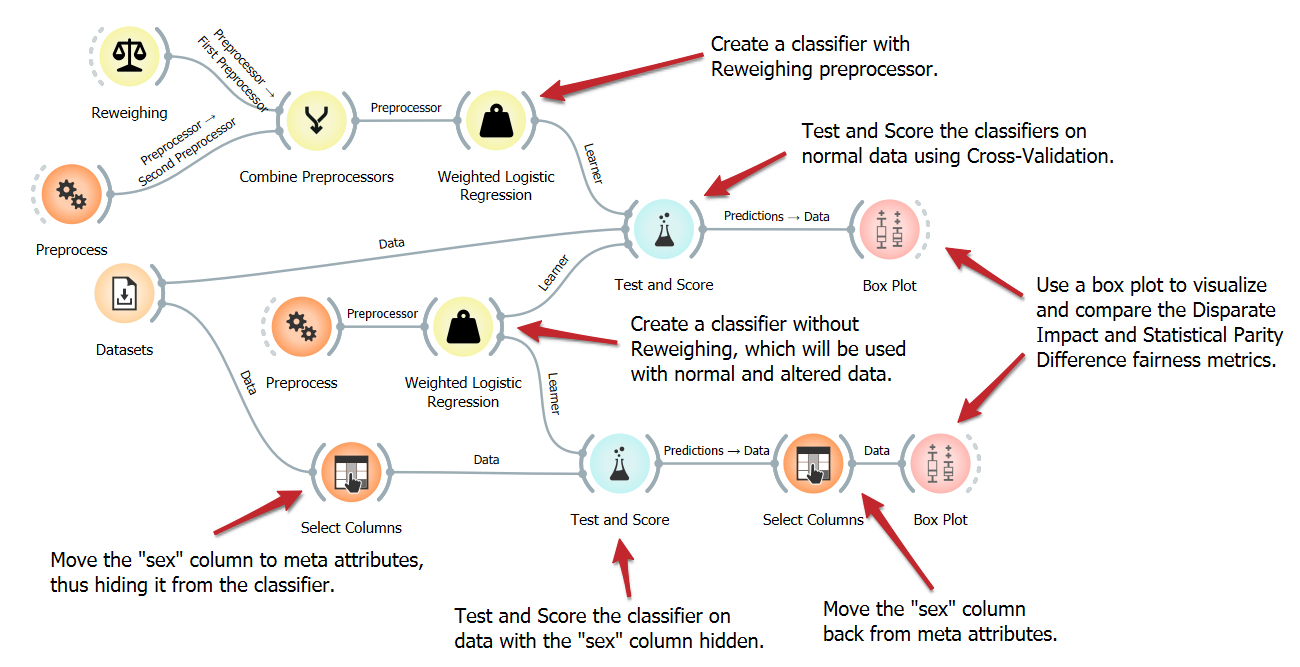 Preprocessor →
First Preprocessor
Reweighing
Create a classifier with
Reweighing preprocessor.
Preprocessor
Preprocessor →
Second Preprocessor
Combine Preprocessors
Weighted Logistic
Regression
Learner
Test and Score the classifiers on
normal data using Cross-Validation.
Preprocess
Data
Predictions → Data
Test and Score
Box Plot
Learner
Datasets
Preprocessor
Preprocess
Weighted Logistic
Regression
Create a classifier without
Reweighing, which will be used
with normal and altered data.
Use a box plot to visualize
and compare the Disparate
Impact and Statistical Parity
Difference fairness metrics.
Data
Learner
Data
Predictions → Data
Data
Select Columns
Test and Score
Select Columns
Box Plot
Move the "sex" column to meta attributes,
thus hiding it from the classifier.
Test and Score the classifier on
data with the "sex" column hidden.
Move the "sex" column
back from meta attributes.